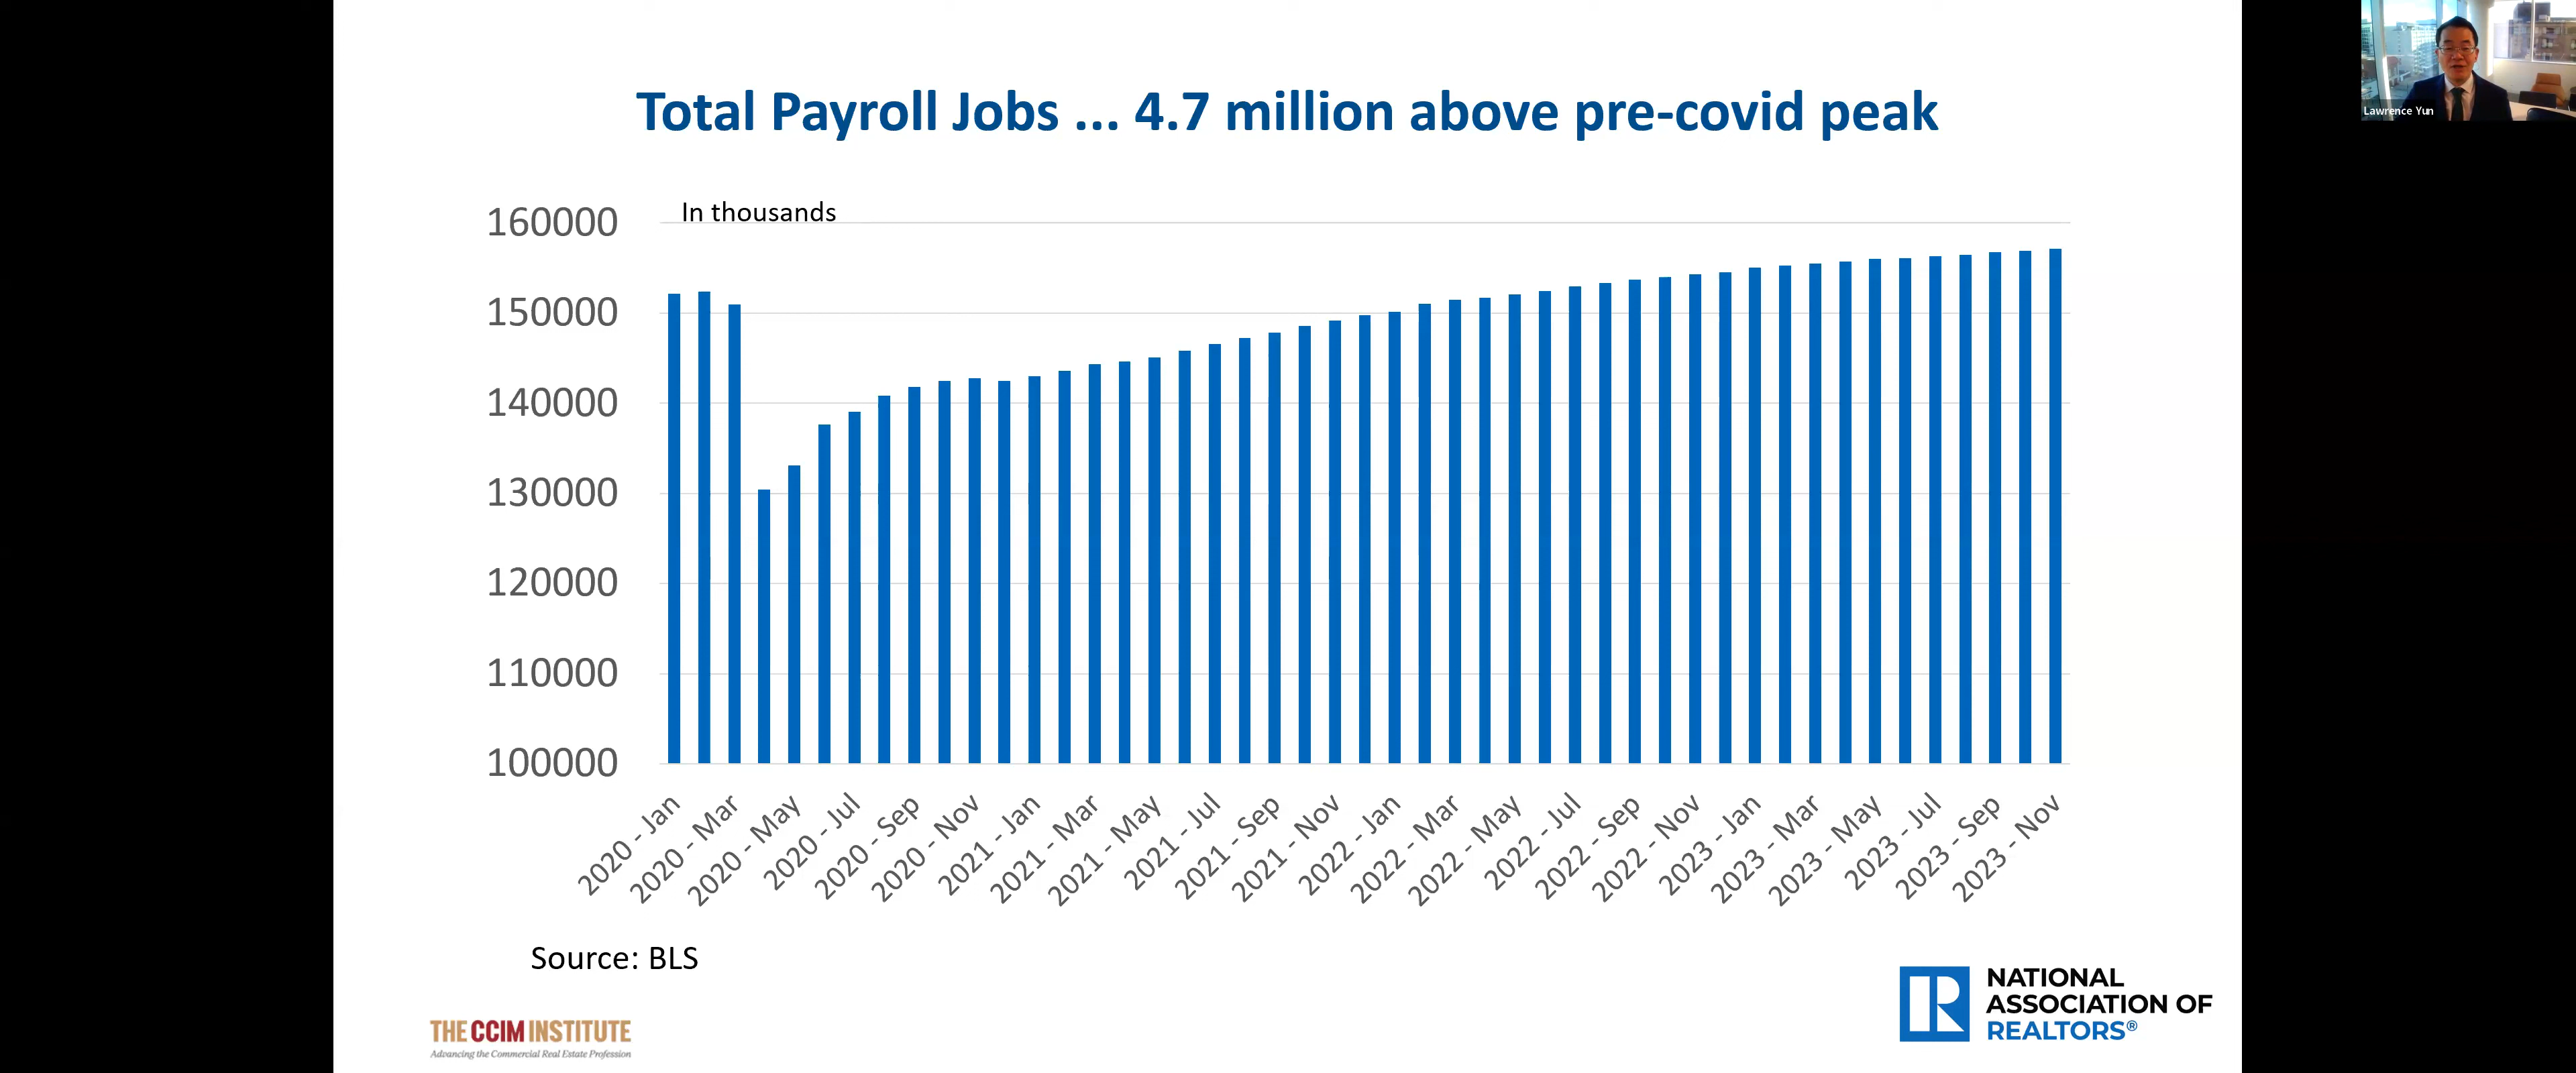 Total Payroll Jobs ... 4.7 million above pre-covid peak
Lawrence Yun
In thousands
160000
150000
140000
130000
120000
110000
100000
2020 - Jan
2020 - Mar
2020 - May
2020 - Jul
2020 - Sep
2020 - Nov
2021 - Jan
2021 - Mar
2021 - May
2021 - Jul
2021 - Sep
2021 - Nov
2022 - Jan
2022 - Mar
2022 - May
2022 - Jul
2022 - Sep
2022 - Nov
2023 - Jan
2023 - Mar
2023 - May
2023 - Jul
2023 - Sep
2023 - Nov
Source: BLS
THE CCIM INSTITUTE
Advancing the Commercial Real Estate Profession
NATIONAL
ASSOCIATION OF
REALTORS®